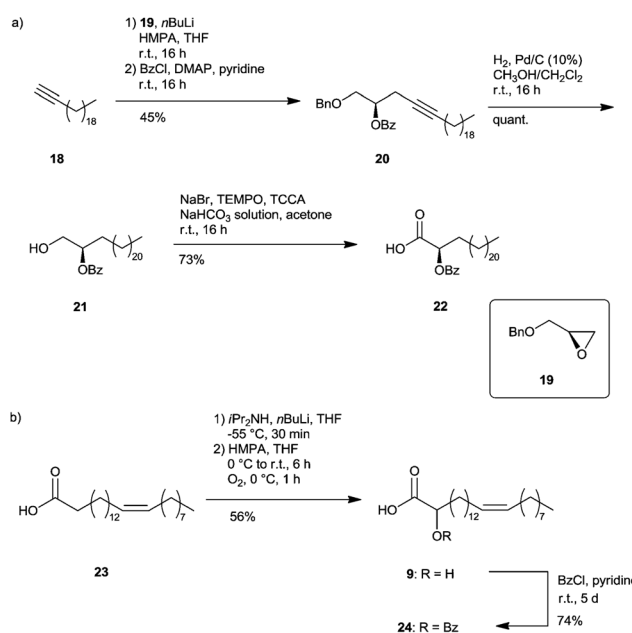 a)
1) 19, nBuLi
HMPA, THF
r.t., 16 h
2) BzCl, DMAP, pyridine
r.t., 16 h
45%
18
18
BnO
OBz
18
20
H2, Pd/C (10%)
CH3OH/CH2Cl2
r.t., 16 h
quant.
HO
OBz
20
21
NaBr, TEMPO, TCCA
NaHCO3 solution, acetone
r.t., 16 h
73%
O
HO
OBz
20
22
BnO
O
19
b)
O
HO
12
7
23
1) iPr2NH, nBuLi, THF
-55 °C, 30 min
2) HMPA, THF
0 °C to r.t., 6 h
O2, 0 °C, 1 h
56%
O
HO
OR
12
7
9: R = H
24: R = Bz
BzCl, pyridine
r.t., 5 d
74%